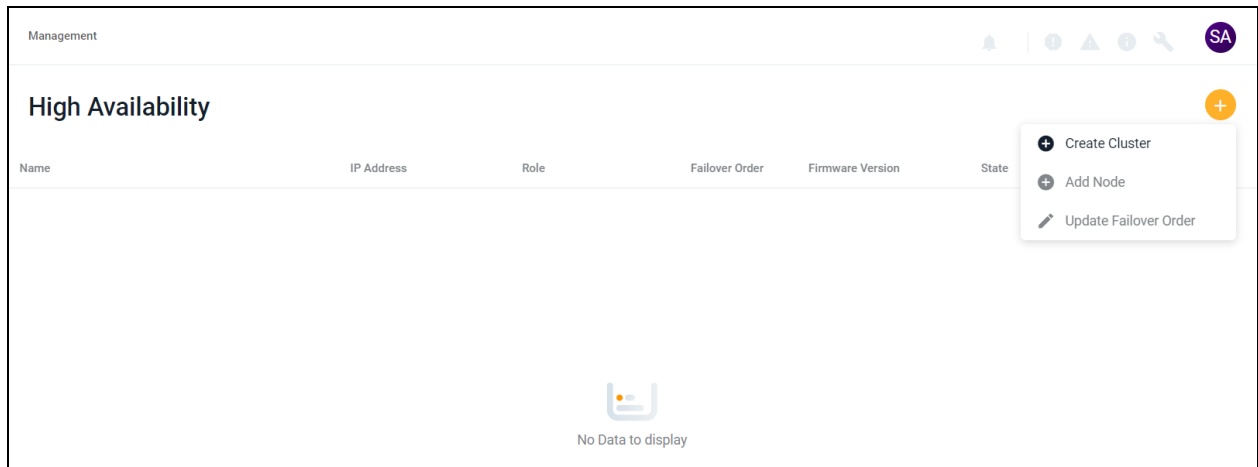 Management
SA
High Availability
Create Cluster
Name IP Address Role Failover Order Firmware Version State
Add Node
Update Failover Order
No Data to display